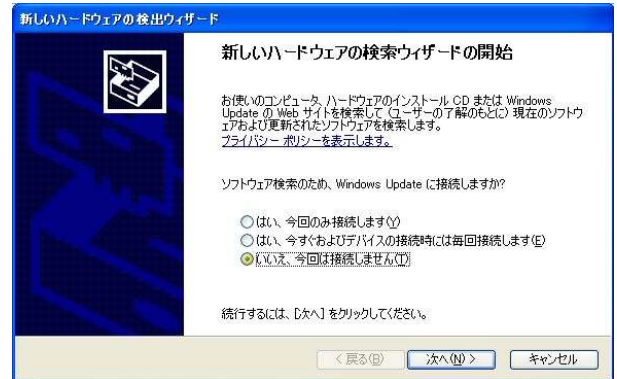 新しいハードウェアの検出ウィザード
新しいハードウェアの検索ウィザードの開始
お使いのコンピュータ、ハードウェアのインストール CD または Windows
Update の Web サイトを検索して (ユーザーの了解のもとに) 現在のソフトウ
ェアおよび更新されたソフトウェアを検索します。
プライバシー ポリシーを表示します。
ソフトウェア検索のため、Windows Update に接続しますか?
はい、今回のみ接続します(Y)
はい、今すぐおよびデバイスの接続時には毎回接続します(E)
いいえ、今回は接続しません(T)
続行するには、[次へ] をクリックしてください。
< 戻る(B) 次へ(N) > キャンセル